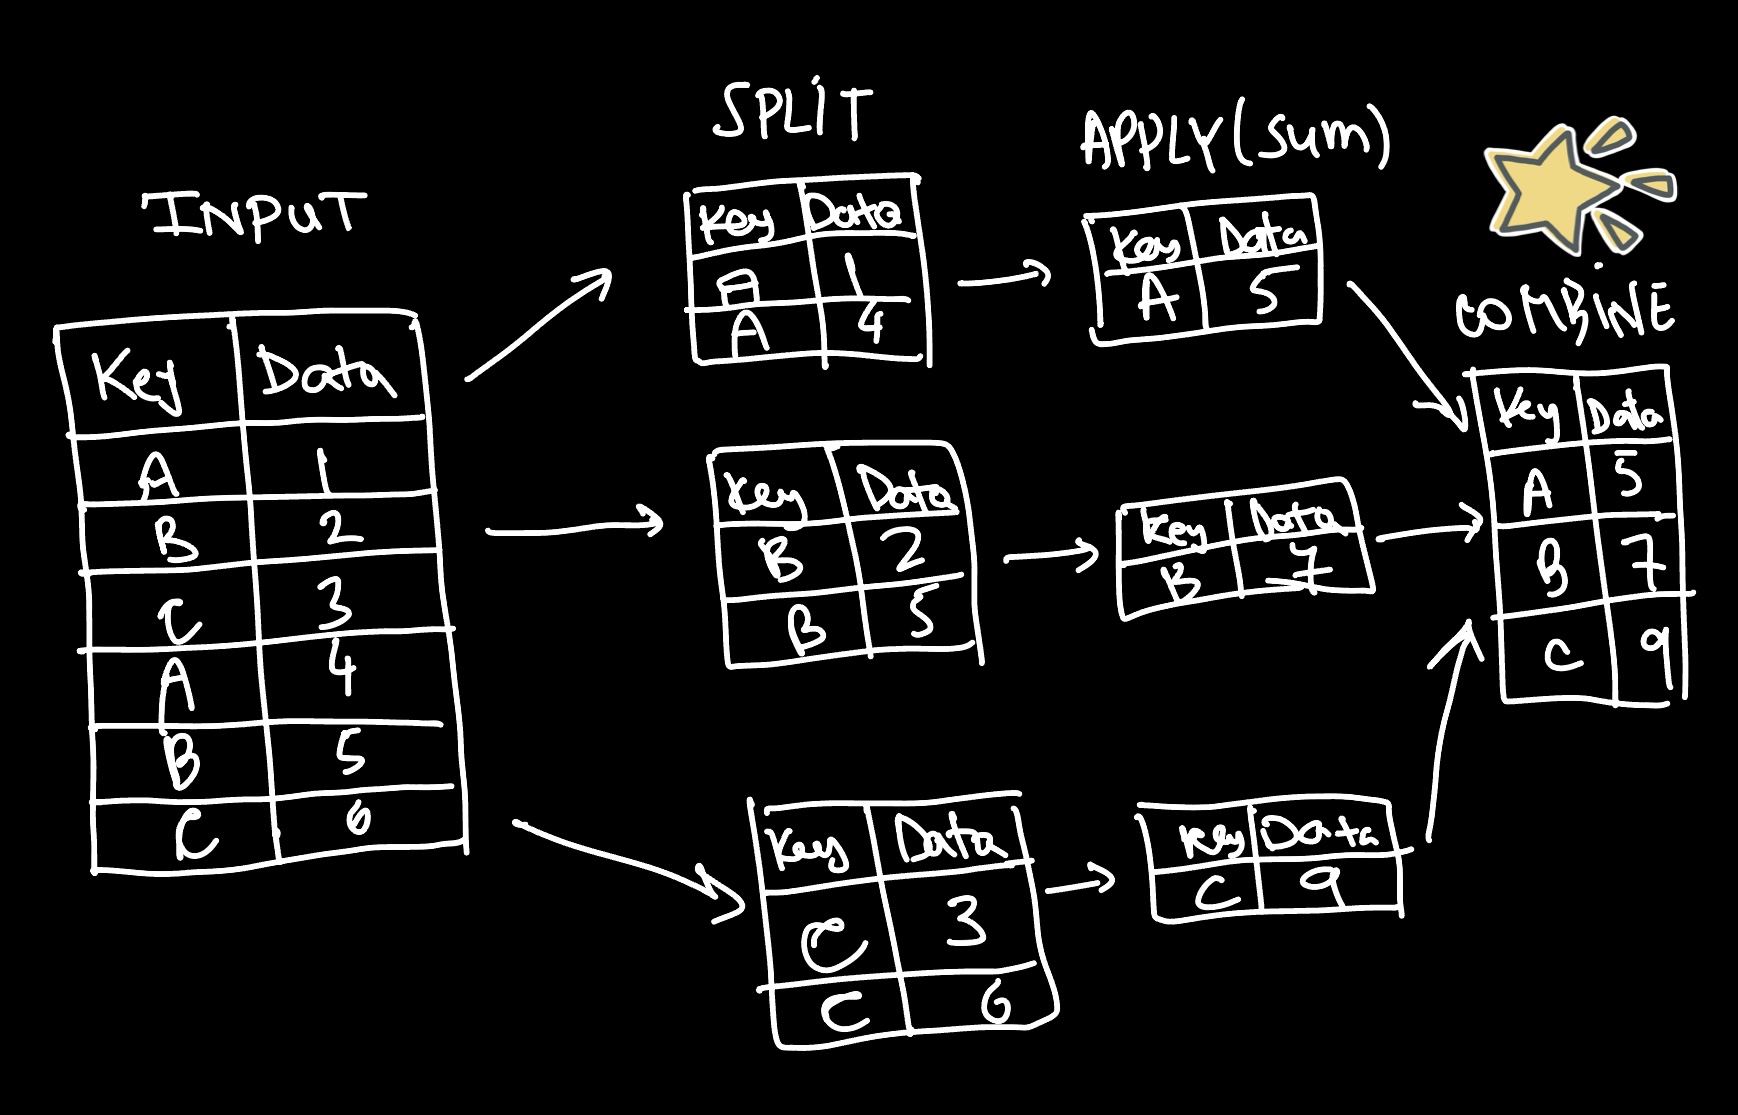 INPUT
Key Data
A 1
B 2
C 3
A 4
B 5
C 6
SPLIT
Key Data
A 1
A 4
Key Data
B 2
B 5
Key Data
C 3
C 6
APPLY(sum)
Key Data
A 5
Key Data
B 7
Key Data
C 9
COMBINE
Key Data
A 5
B 7
C 9